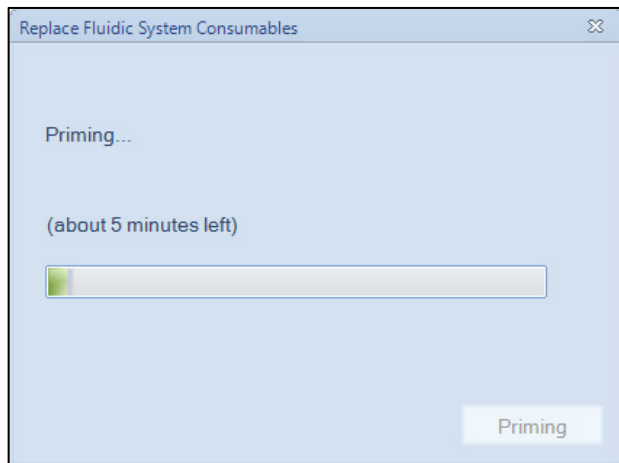 Replace Fluidic System Consumables
Priming...
(about 5 minutes left)
Priming